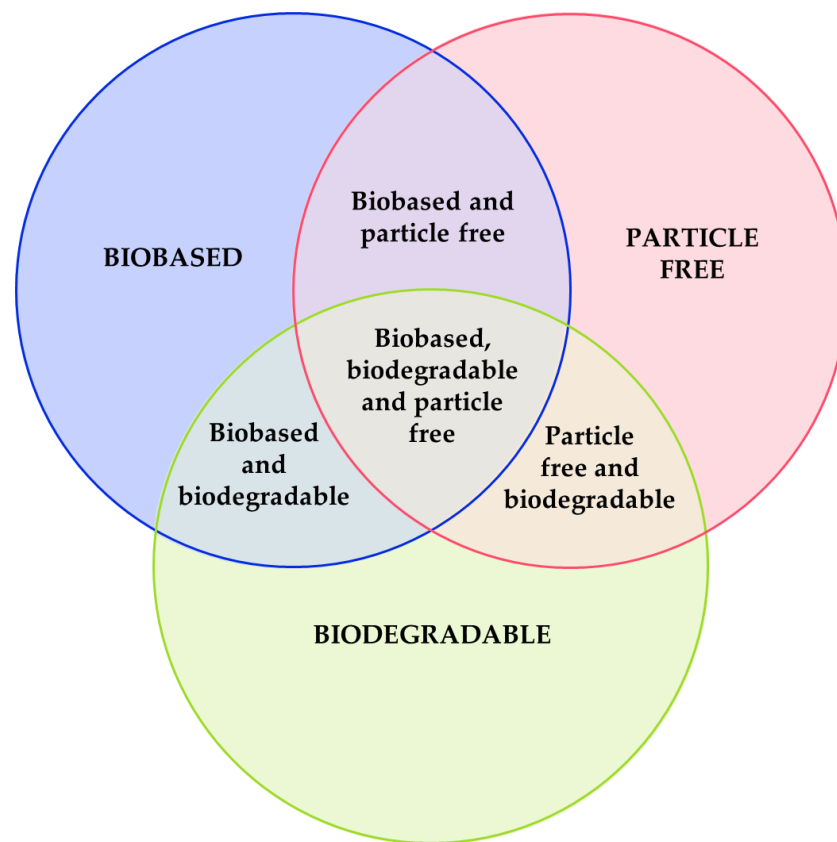 Biobased and
particle free
BIOBASED
PARTICLE
FREE
Biobased,
biodegradable
and particle
free
Biobased
and
biodegradable
Particle
free and
biodegradable
BIODEGRADABLE